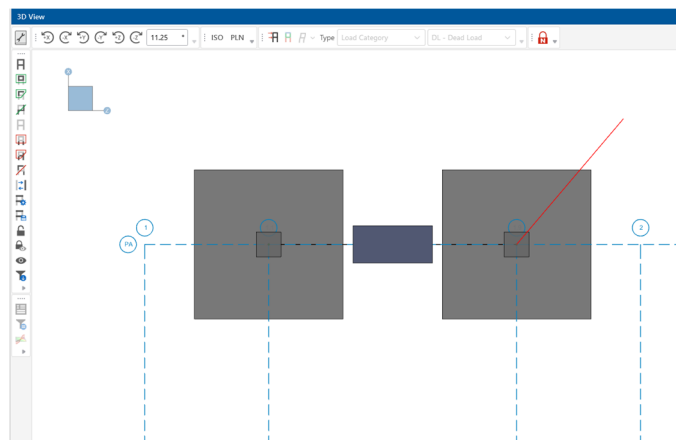 3D View
+X -X +Y -Y +Z -Z 11.25 ° ISO PLN Type Load Category DL - Dead Load N
1 2
PA